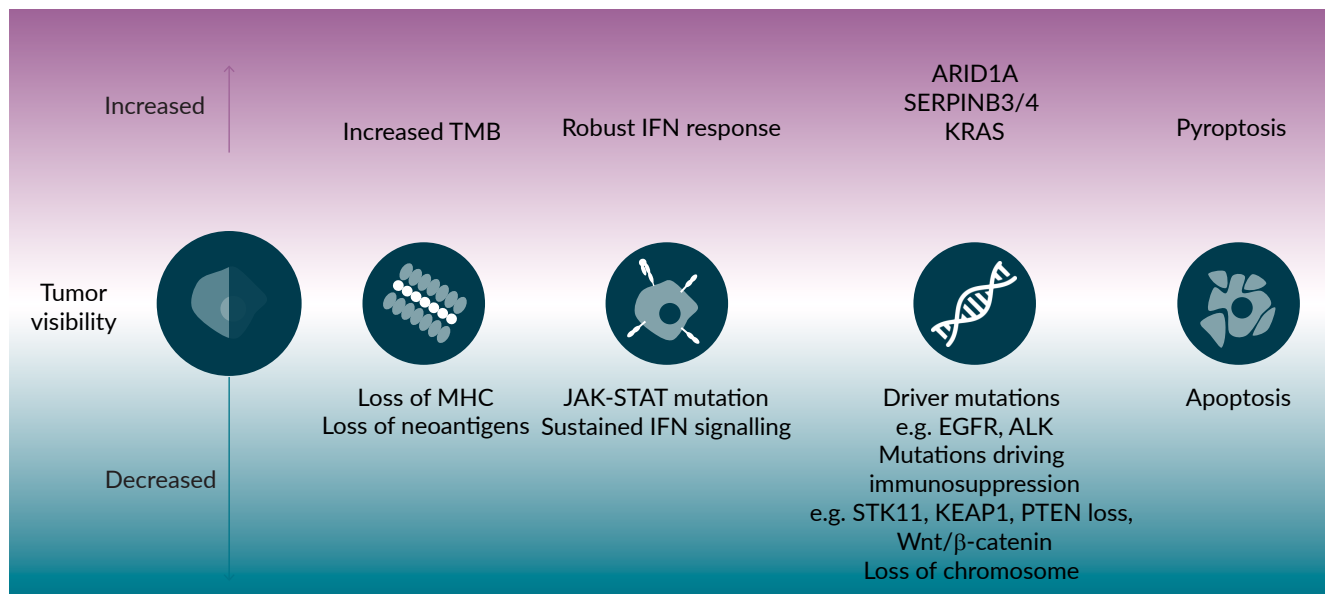 Increased
Increased TMB
Robust IFN response
ARID1A
SERPINB3/4
KRAS
Pyroptosis
Tumor
visibility
Decreased
Loss of MHC
Loss of neoantigens
JAK-STAT mutation
Sustained IFN signalling
Driver mutations
e.g. EGFR, ALK
Mutations driving
immunosuppression
e.g. STK11, KEAP1, PTEN loss,
Wnt/β-catenin
Loss of chromosome
Apoptosis